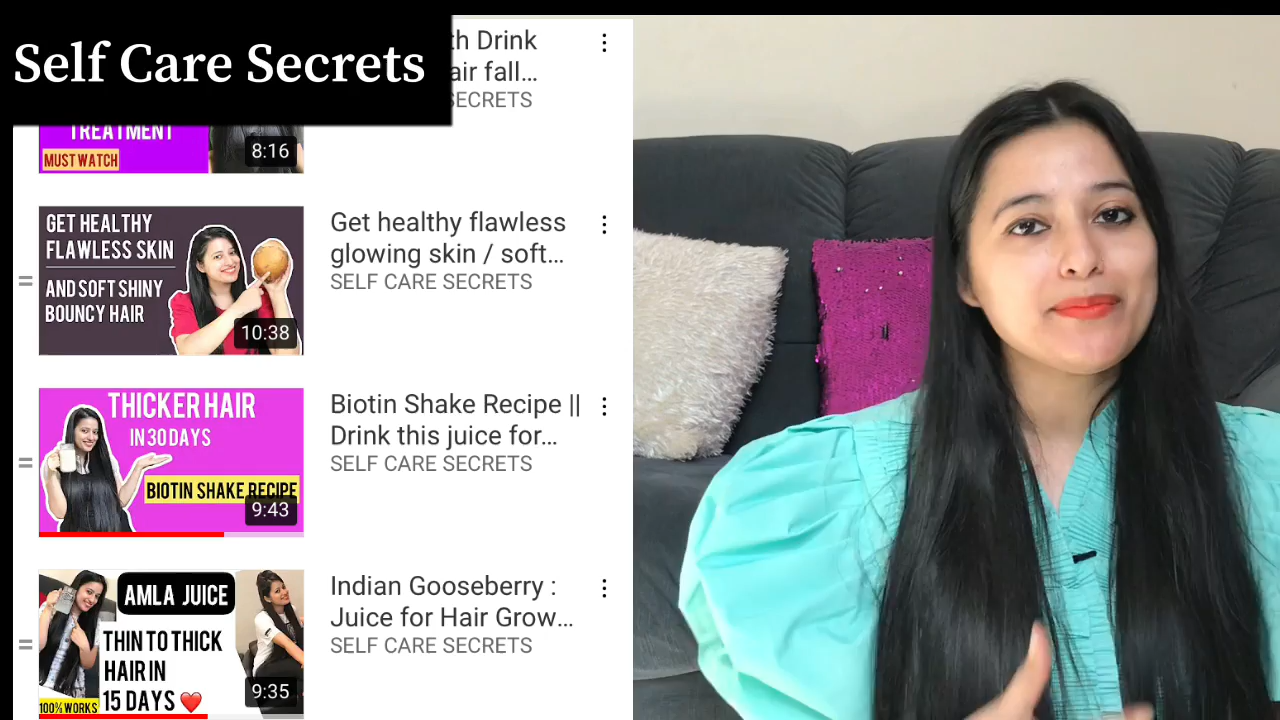 Self Care Secrets
th Drink
air fall...
SECRETS
TREATMENT
MUST WATCH
8:16
GET HEALTHY
FLAWLESS SKIN
AND SOFT SHINY
BOUNCY HAIR
10:38
Get healthy flawless
glowing skin / soft...
SELF CARE SECRETS
THICKER HAIR
IN 30 DAYS
BIOTIN SHAKE RECIPE
9:43
Biotin Shake Recipe ||
Drink this juice for...
SELF CARE SECRETS
AMLA JUICE
THIN TO THICK
HAIR IN
15 DAYS ❤️
100% WORKS
9:35
Indian Gooseberry :
Juice for Hair Grow...
SELF CARE SECRETS